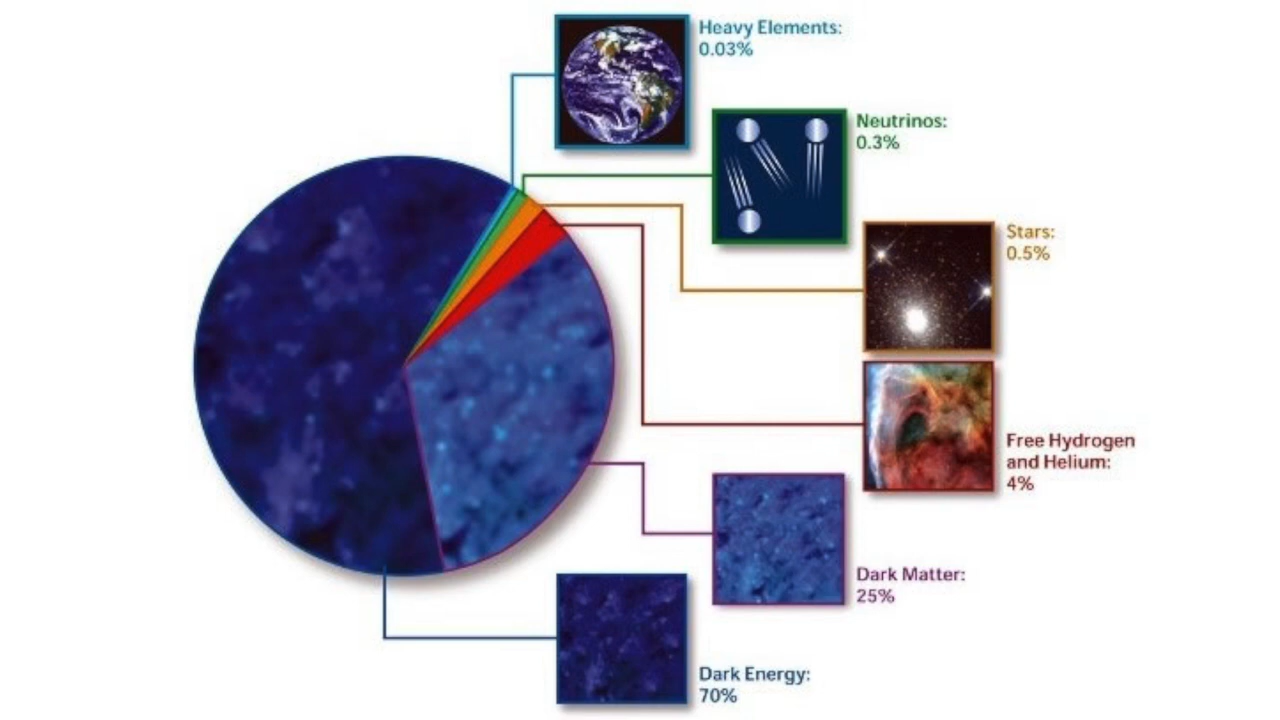 Heavy Elements:
0.03%
Neutrinos:
0.3%
Stars:
0.5%
Free Hydrogen
and Helium:
4%
Dark Matter:
25%
Dark Energy:
70%